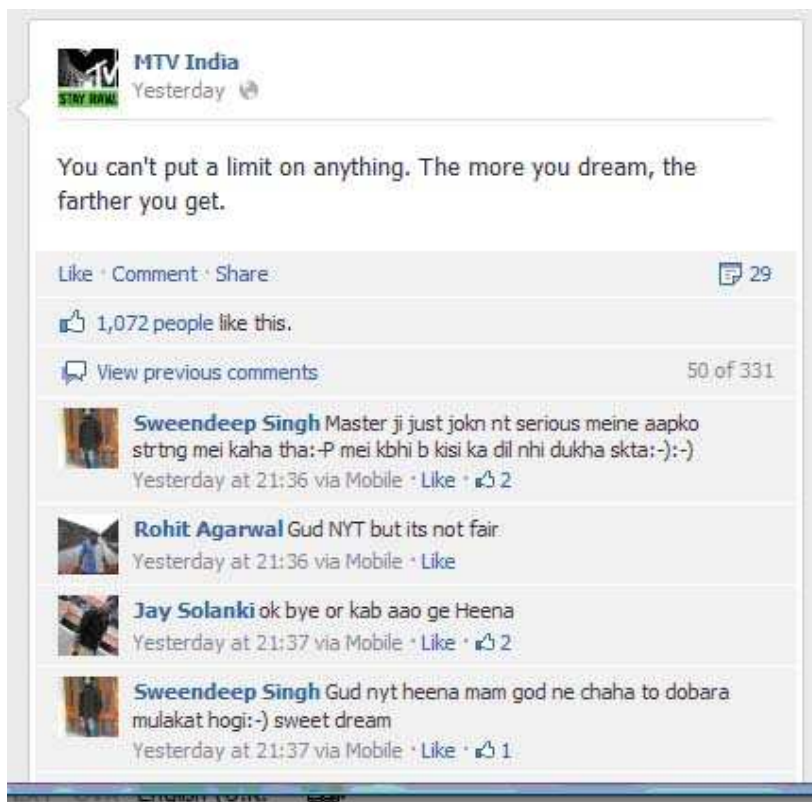 MTV
STAY RAW.
MTV India
Yesterday
You can't put a limit on anything. The more you dream, the
farther you get.
Like · Comment · Share 29
1,072 people like this.
View previous comments 50 of 331
Sweendeep Singh Master ji just jokn nt serious meine aapko
strtng mei kaha tha:-P mei kbhi b kisi ka dil nhi dukha skta:-):-)
Yesterday at 21:36 via Mobile · Like · 2
Rohit Agarwal Gud NYT but its not fair
Yesterday at 21:36 via Mobile · Like
Jay Solanki ok bye or kab aao ge Heena
Yesterday at 21:37 via Mobile · Like · 2
Sweendeep Singh Gud nyt heena mam god ne chaha to dobara
mulakat hogi:-) sweet dream
Yesterday at 21:37 via Mobile · Like · 1